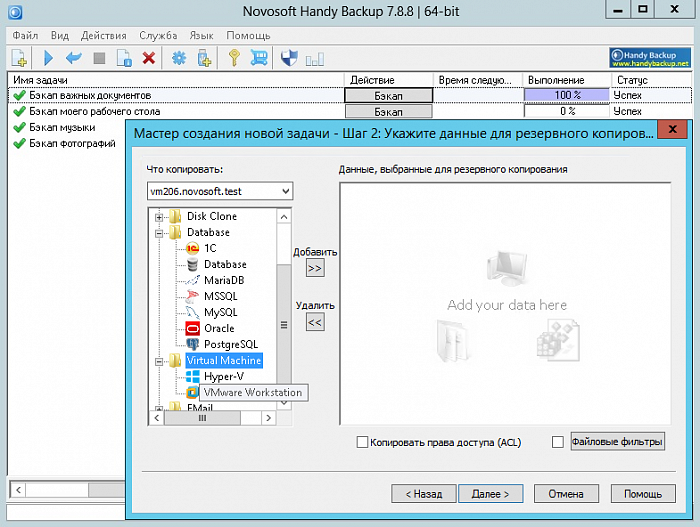 Novosoft Handy Backup 7.8.8 | 64-bit
Файл Вид Действия Служба Язык Помощь
Handy Backup
www.handybackup.net
Имя задачи Действие Время следую... Выполнение Статус
Бэкап важных документов Бэкап 100 % Успех
Бэкап моего рабочего стола Бэкап 0 % Успех
Бэкап музыки
Бэкап фотографий
Мастер создания новой задачи - Шаг 2: Укажите данные для резервного копиров...
Что копировать:
Данные, выбранные для резервного копирования
vm206.novosoft.test
Disk Clone
Database
1C
Database
MariaDB
MSSQL
MySQL
Oracle
PostgreSQL
Virtual Machine
Hyper-V
VMware Workstation
EMail
Добавить
>>
Удалить
<<
Add your data here
Копировать права доступа (ACL)
Файловые фильтры
< Назад Далее > Отмена Помощь